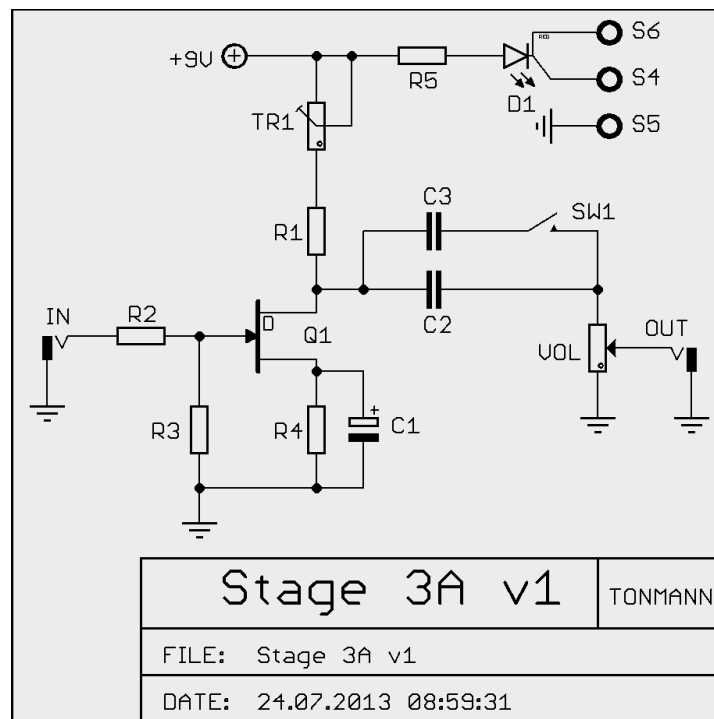 S6
+9V
RED
R5
S4
D1
TR1
S5
C3
SW1
R1
IN
R2
D
Q1
C2
OUT
VOL
R3
R4
+
C1
Stage 3A v1
TONMANN
FILE: Stage 3A v1
DATE: 24.07.2013 08:59:31